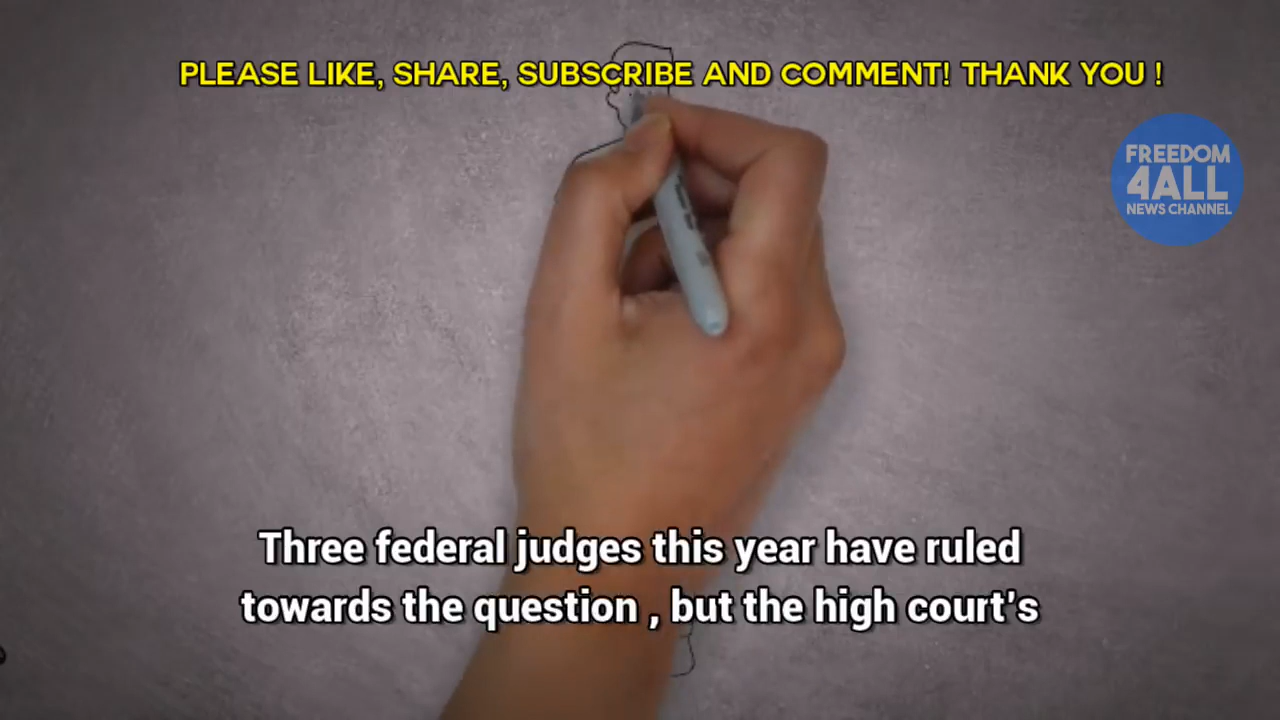 PLEASE LIKE, SHARE, SUBSCRIBE AND COMMENT! THANK YOU !
FREEDOM
4ALL
NEWS CHANNEL
Three federal judges this year have ruled
towards the question , but the high court's